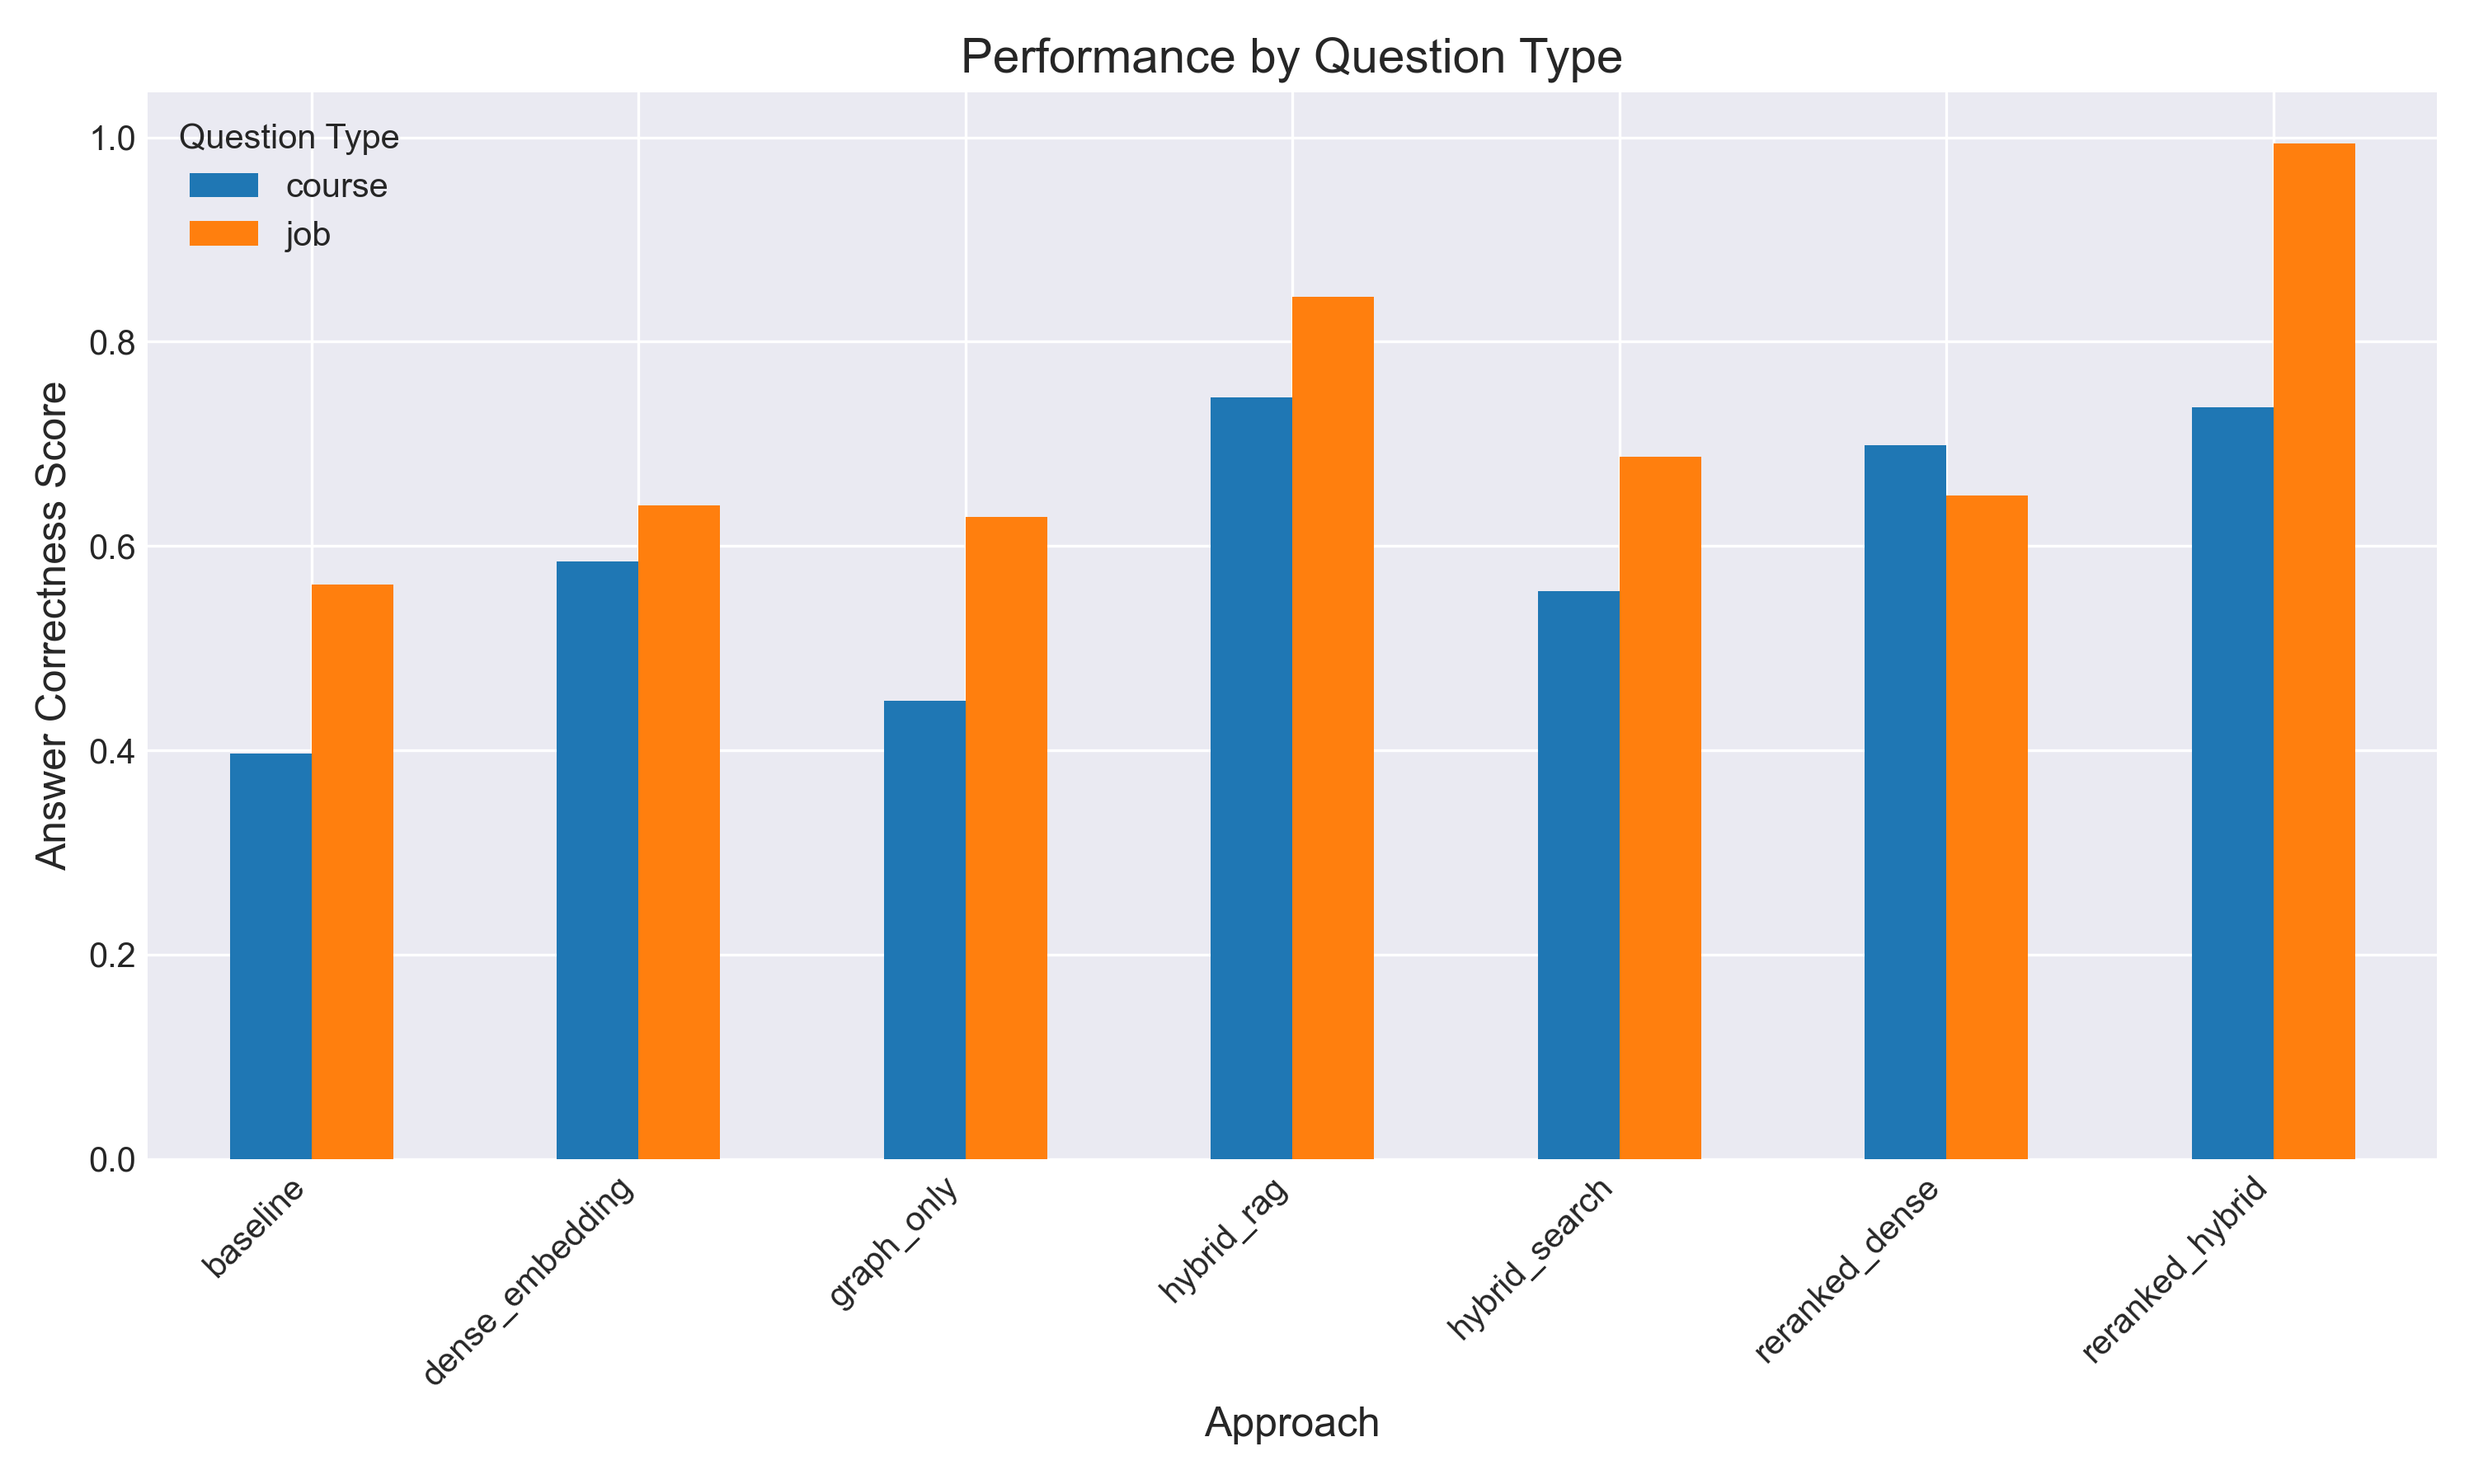 Performance by Question Type
Question Type
course
job
Answer Correctness Score
1.0
0.8
0.6
0.4
0.2
0.0
baseline
dense_embedding
graph_only
hybrid_rag
hybrid_search
reranked_dense
reranked_hybrid
Approach